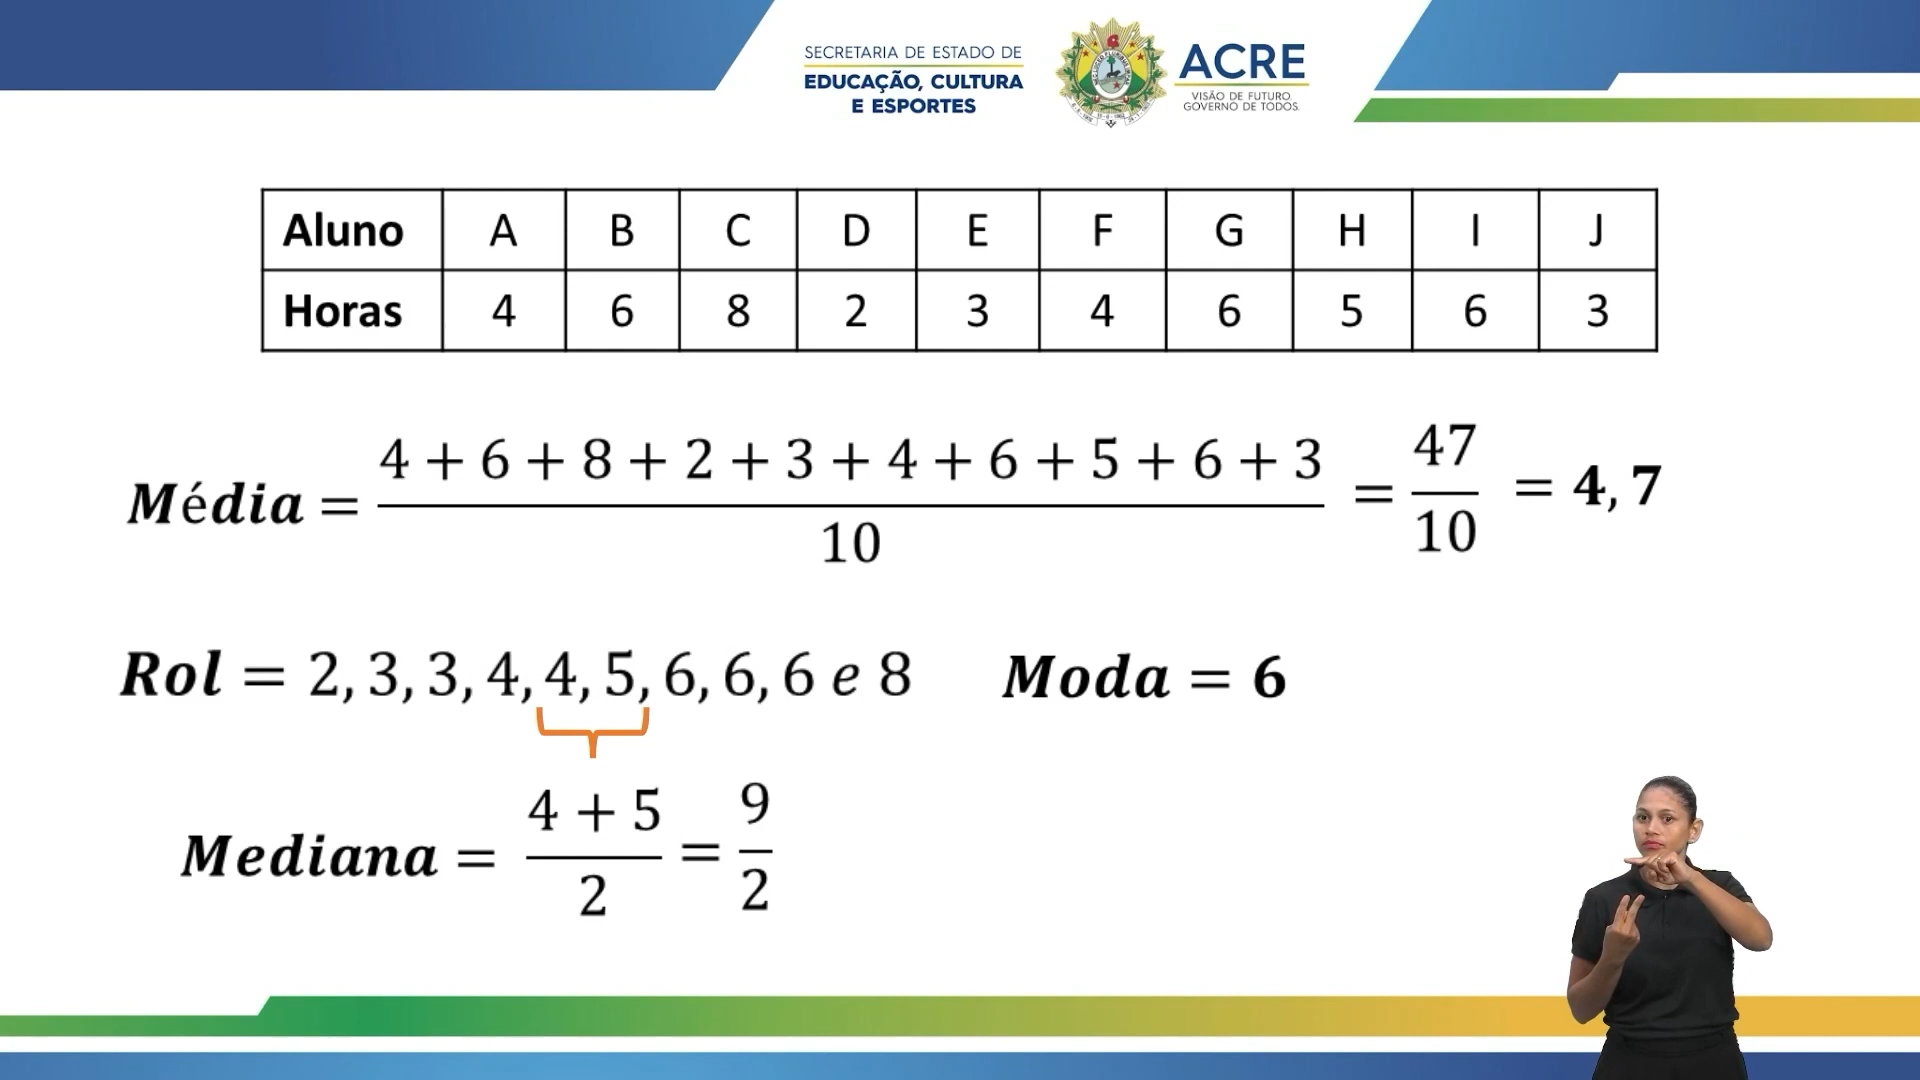 SECRETARIA DE ESTADO DE
EDUCAÇÃO, CULTURA
E ESPORTES
ACRE
VISÃO DE FUTURO.
GOVERNO DE TODOS.
Aluno A B C D E F G H I J
Horas 4 6 8 2 3 4 6 5 6 3
Média = (4 + 6 + 8 + 2 + 3 + 4 + 6 + 5 + 6 + 3)/10 = 47/10 = 4,7
Rol = 2, 3, 3, 4, 4, 5, 6, 6, 6 e 8
Moda = 6
Mediana = (4 + 5)/2 = 9/2